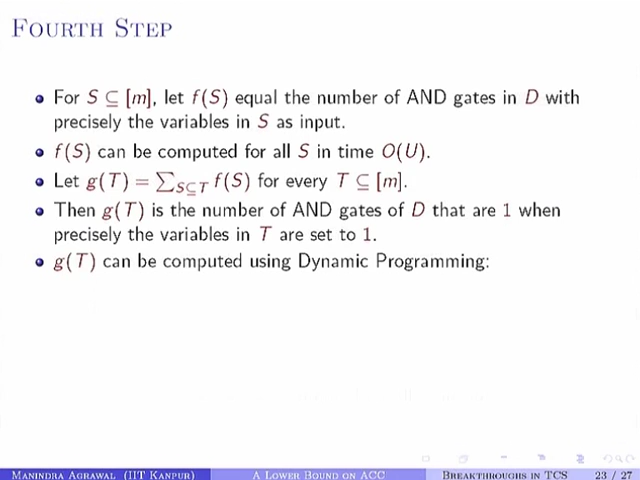 FOURTH STEP
• For S ⊆ [m], let f(S) equal the number of AND gates in D with
precisely the variables in S as input.
• f(S) can be computed for all S in time O(U).
• Let g(T) = ∑S⊆T f(S) for every T ⊆ [m].
• Then g(T) is the number of AND gates of D that are 1 when
precisely the variables in T are set to 1.
• g(T) can be computed using Dynamic Programming:
MANINDRA AGRAWAL (IIT KANPUR) A LOWER BOUND ON ACC BREAKTHROUGHS IN TCS 23 / 27